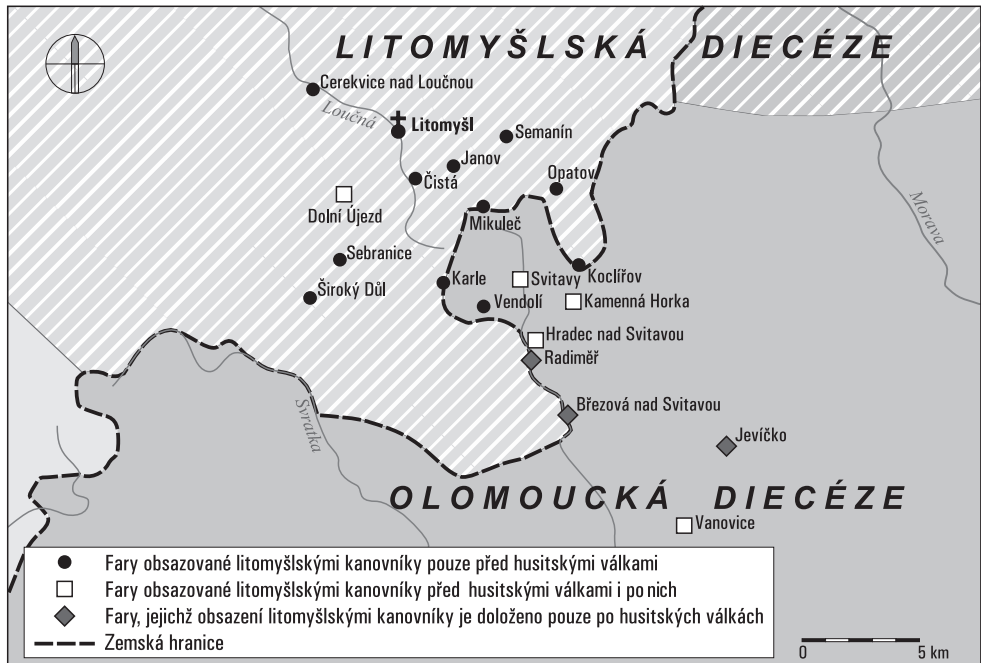 LITOMYŠLSKÁ DIECÉZE
Cerekvice nad Loučnou
Loučná
Litomyšl
Semanín
Janov
Čistá
Opatov
Dolní Újezd
Mikuleč
Morava
Sebranice
Koclířov
Karle
Svitavy
Široký Důl
Vendolí
Kamenná Horka
Hradec nad Svitavou
Radiměř
Svratka
Březová nad Svitavou
Jevíčko
OLOMOUCKÁ DIECÉZE
Vanovice
Fary obsazované litomyšlskými kanovníky pouze před husitskými válkami
Fary obsazované litomyšlskými kanovníky před husitskými válkami i po nich
Fary, jejichž obsazení litomyšlskými kanovníky je doloženo pouze po husitských válkách
Zemská hranice
0 5 km